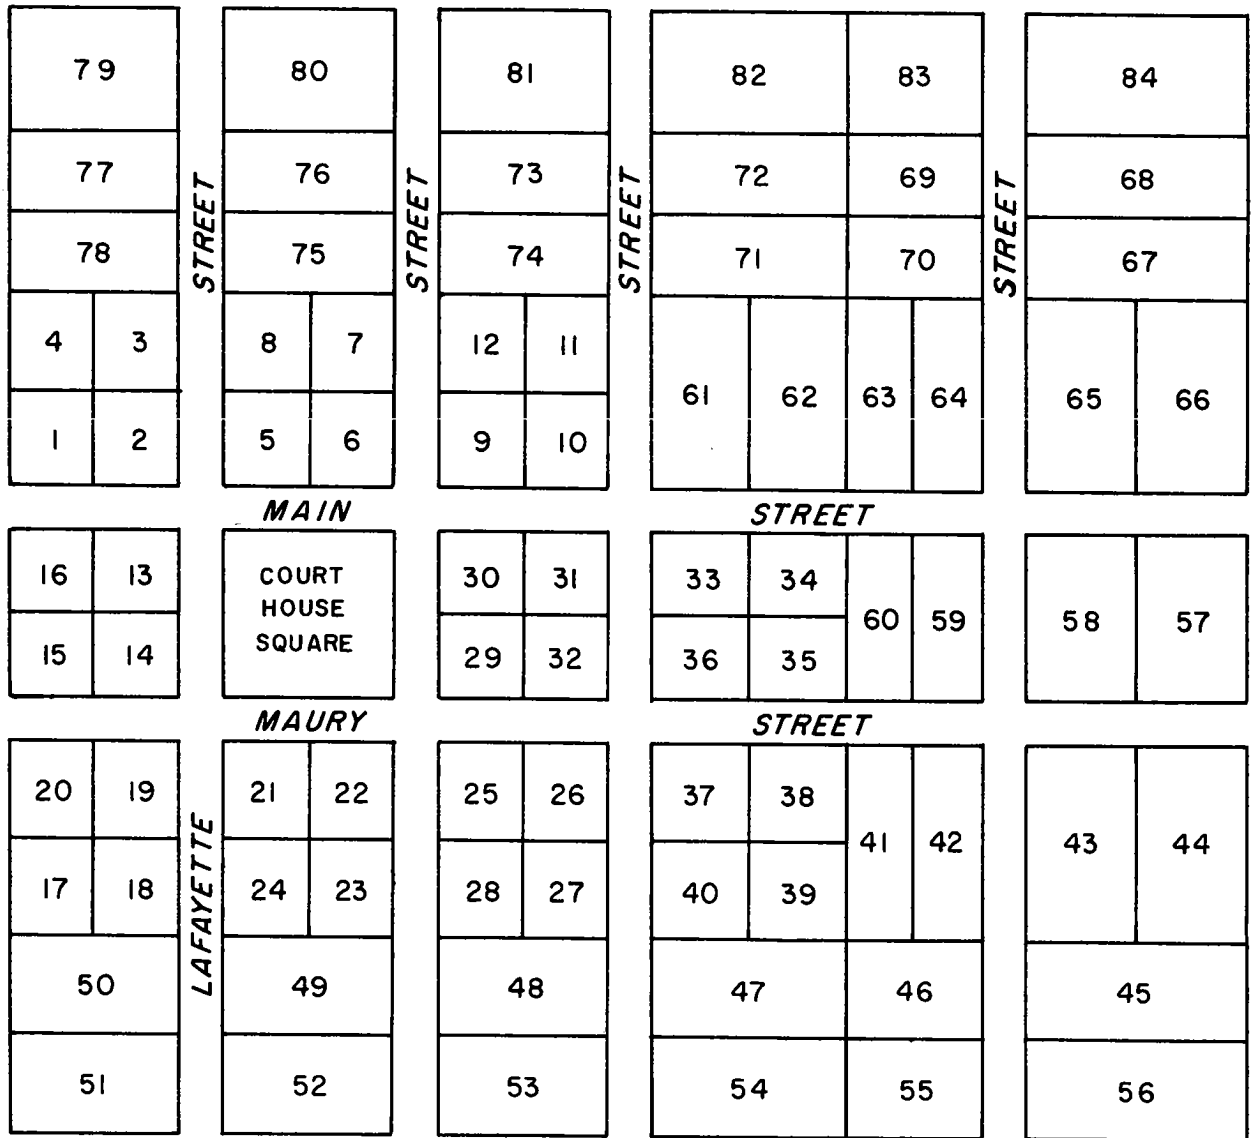 79 80 81 82 83 84
77 76 73 72 69 68
STREET STREET STREET STREET
78 75 74 71 70 67
4 3 8 7 12 11
61 62 63 64 65 66
1 2 5 6 9 10
MAIN STREET
16 13 COURT 30 31 33 34
HOUSE
60 59 58 57
15 14 SQUARE 29 32 36 35
MAURY STREET
20 19 21 22 25 26 37 38
41 42 43 44
17 18 24 23 28 27 40 39
LAFAYETTE
50 49 48 47 46 45
51 52 53 54 55 56